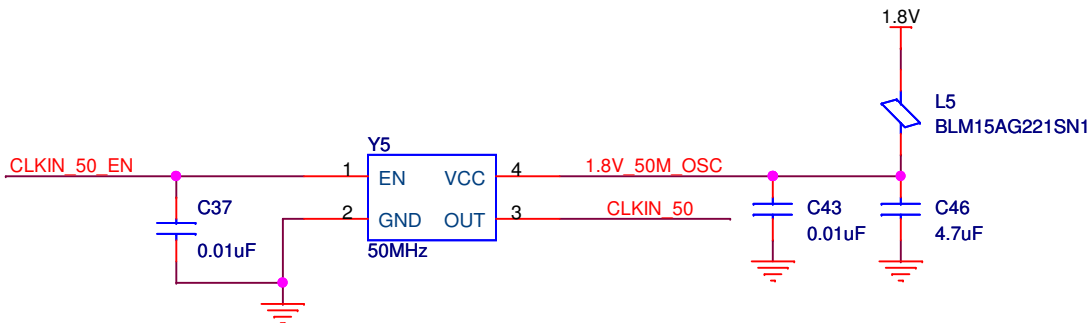 1.8V
L5
BLM15AG221SN1
Y5
CLKIN_50_EN
1
EN
VCC
4
1.8V_50M_OSC
C37
0.01uF
2
GND
OUT
3
CLKIN_50
50MHz
C43
0.01uF
C46
4.7uF